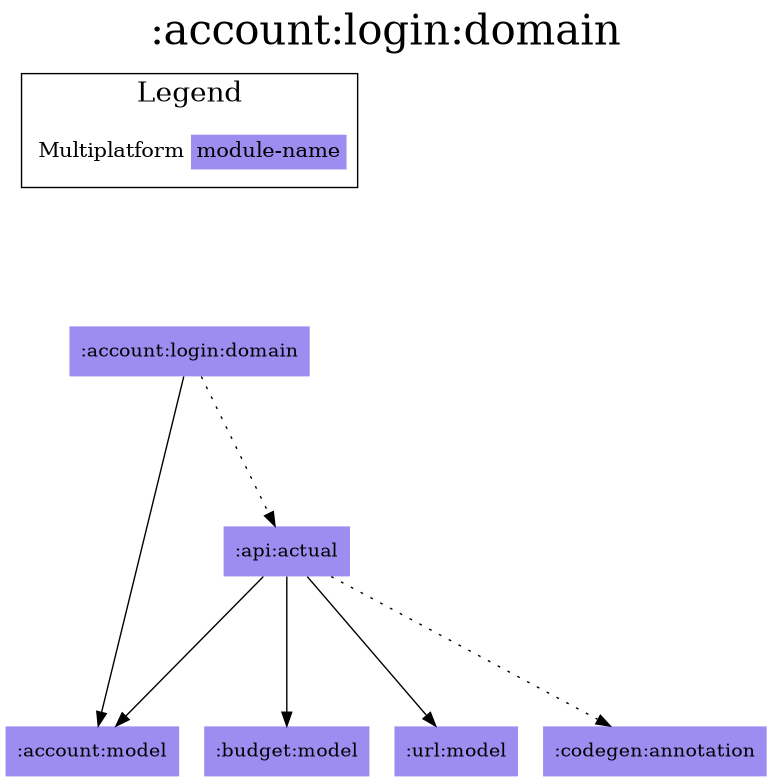 :account:login:domain
Legend
Multiplatform module-name
:account:login:domain
:api:actual
:account:model :budget:model :url:model :codegen:annotation